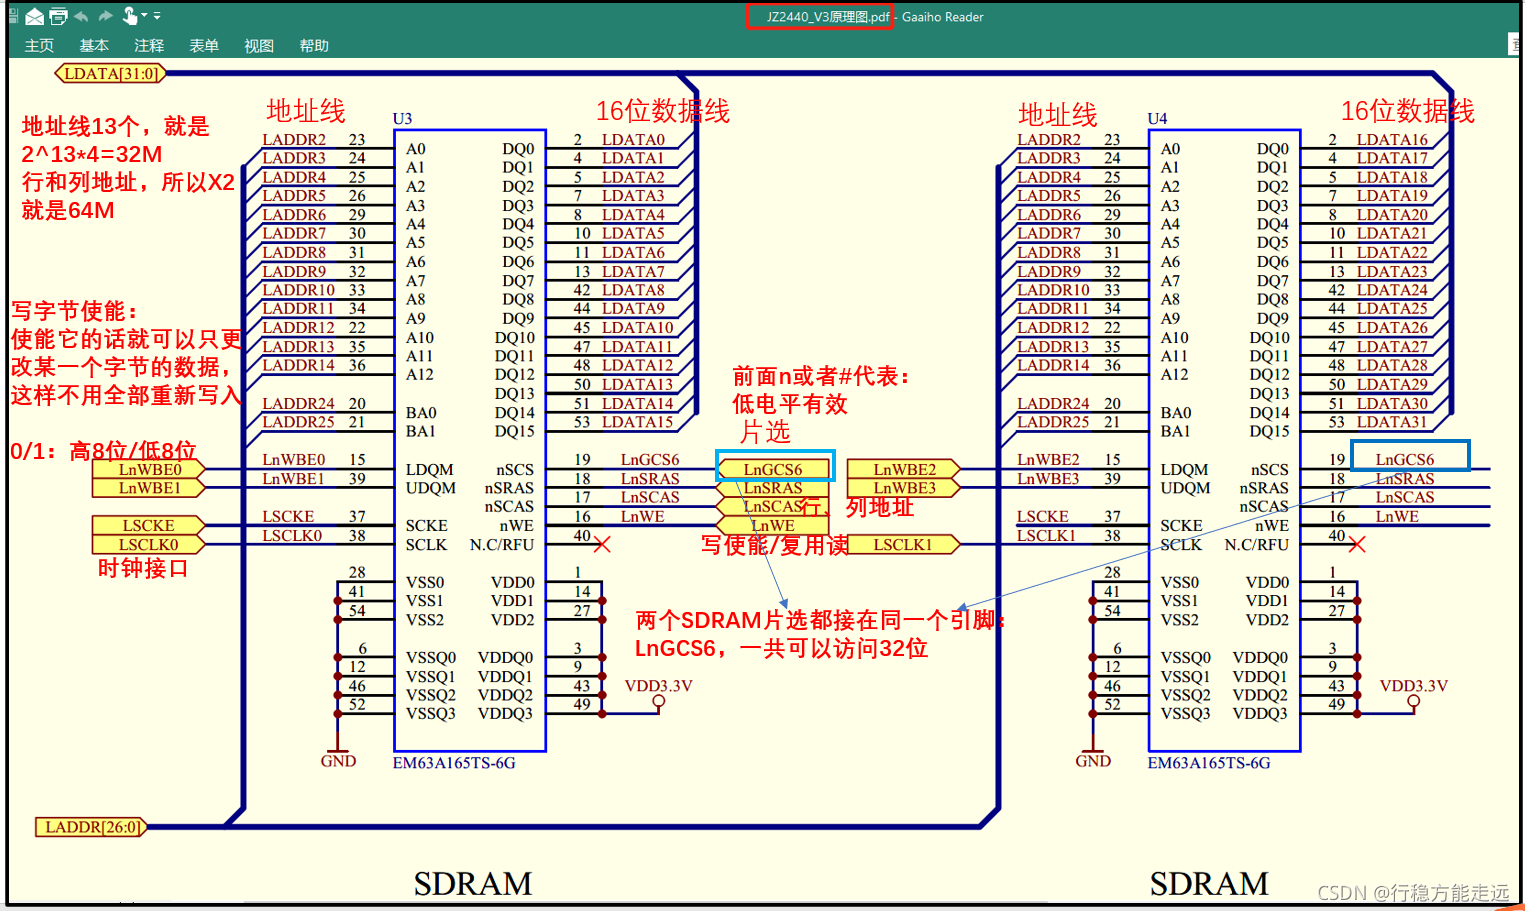 JZ2440_V3原理图.pdf - Gaaiho Reader
主页 基本 注释 表单 视图 帮助
LDATA[31:0]
地址线13个，就是
2^13*4=32M
行和列地址，所以X2
就是64M
写字节使能：
使能它的话就可以只更
改某一个字节的数据，
这样不用全部重新写入
0/1：高8位/低8位
地址线
U3
16位数据线
LADDR2 23 A0 DQ0 2 LDATA0
LADDR3 24 A1 DQ1 4 LDATA1
LADDR4 25 A2 DQ2 5 LDATA2
LADDR5 26 A3 DQ3 7 LDATA3
LADDR6 29 A4 DQ4 8 LDATA4
LADDR7 30 A5 DQ5 10 LDATA5
LADDR8 31 A6 DQ6 11 LDATA6
LADDR9 32 A7 DQ7 13 LDATA7
LADDR10 33 A8 DQ8 42 LDATA8
LADDR11 34 A9 DQ9 44 LDATA9
LADDR12 22 A10 DQ10 45 LDATA10
LADDR13 35 A11 DQ11 47 LDATA11
LADDR14 36 A12 DQ12 48 LDATA12
DQ13 50 LDATA13
LADDR24 20 BA0 DQ14 51 LDATA14
LADDR25 21 BA1 DQ15 53 LDATA15
LnWBE0 LnWBE0 15 LDQM nSCS 19 LnGCS6 LnGCS6
LnWBE1 LnWBE1 39 UDQM nSRAS 18 LnSRAS LnSRAS
nSCAS 17 LnSCAS LnSCAS
LSCKE LSCKE 37 SCKE nWE 16 LnWE LnWE
LSCLK0 LSCLK0 38 SCLK N.C/RFU 40
时钟接口
28 VSS0 VDD0 1
41 VSS1 VDD1 14
54 VSS2 VDD2 27
6 VSSQ0 VDDQ0 3
12 VSSQ1 VDDQ1 9
46 VSSQ2 VDDQ2 43
52 VSSQ3 VDDQ3 49
VDD3.3V
GND
EM63A165TS-6G
前面n或者#代表：
低电平有效
片选
行、列地址
写使能/复用读
两个SDRAM片选都接在同一个引脚：
LnGCS6，一共可以访问32位
地址线
U4
16位数据线
LADDR2 23 A0 DQ0 2 LDATA16
LADDR3 24 A1 DQ1 4 LDATA17
LADDR4 25 A2 DQ2 5 LDATA18
LADDR5 26 A3 DQ3 7 LDATA19
LADDR6 29 A4 DQ4 8 LDATA20
LADDR7 30 A5 DQ5 10 LDATA21
LADDR8 31 A6 DQ6 11 LDATA22
LADDR9 32 A7 DQ7 13 LDATA23
LADDR10 33 A8 DQ8 42 LDATA24
LADDR11 34 A9 DQ9 44 LDATA25
LADDR12 22 A10 DQ10 45 LDATA26
LADDR13 35 A11 DQ11 47 LDATA27
LADDR14 36 A12 DQ12 48 LDATA28
DQ13 50 LDATA29
LADDR24 20 BA0 DQ14 51 LDATA30
LADDR25 21 BA1 DQ15 53 LDATA31
LnWBE2 LnWBE2 15 LDQM nSCS 19 LnGCS6
LnWBE3 LnWBE3 39 UDQM nSRAS 18 LnSRAS
nSCAS 17 LnSCAS
LSCKE 37 SCKE nWE 16 LnWE
LSCLK1 LSCLK1 38 SCLK N.C/RFU 40
28 VSS0 VDD0 1
41 VSS1 VDD1 14
54 VSS2 VDD2 27
6 VSSQ0 VDDQ0 3
12 VSSQ1 VDDQ1 9
46 VSSQ2 VDDQ2 43
52 VSSQ3 VDDQ3 49
VDD3.3V
GND
EM63A165TS-6G
LADDR[26:0]
SDRAM
SDRAM
CSDN @行稳方能走远